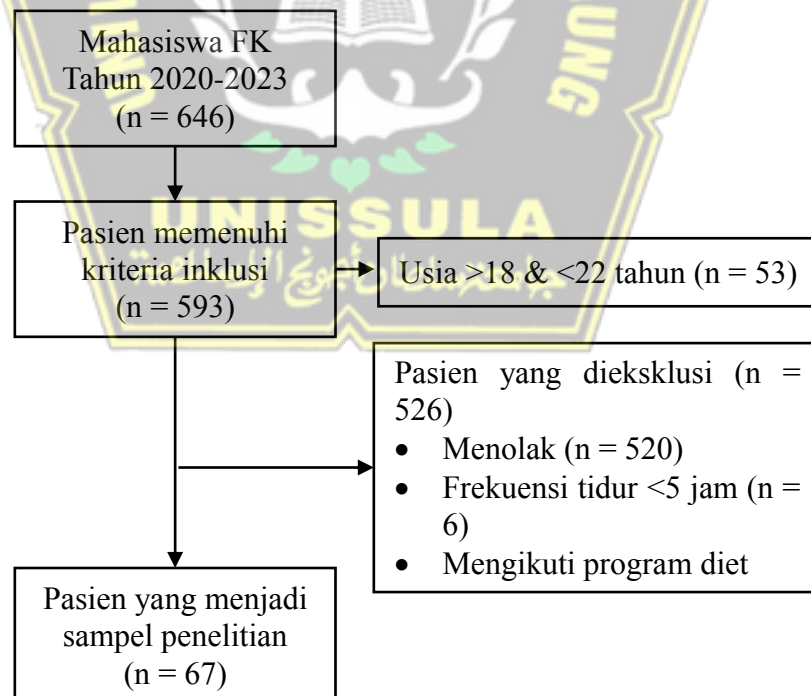 Mahasiswa FK
Tahun 2020-2023
(n = 646)
UNG
UNISSULA
Pasien memenuhi
kriteria inklusi
(n = 593)
Usia >18 & <22 tahun (n = 53)
Pasien yang dieksklusi (n =
526)
• Menolak (n = 520)
• Frekuensi tidur <5 jam (n =
6)
• Mengikuti program diet
Pasien yang menjadi
sampel penelitian
(n = 67)